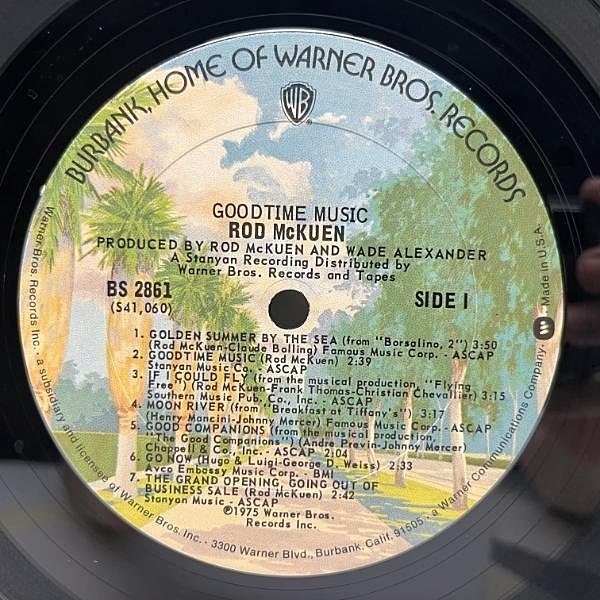 BURBANK, HOME OF WARNER BROS. RECORDS
WB
®
GOODTIME MUSIC
ROD McKUEN
PRODUCED BY ROD McKUEN AND WADE ALEXANDER
A Stanyan Recording Distributed by
Warner Bros. Records and Tapes
BS 2861
(S41,060)
SIDE I
1. GOLDEN SUMMER BY THE SEA (from "Borsalino, 2") 3:50
(Rod McKuen-Claude Bolling) Famous Music Corp. - ASCAP
2. GOODTIME MUSIC (Rod McKuen) 2:39
Stanyan Music Co. - ASCAP
3. IF I COULD FLY (from the musical production, "Flying
Free") (Rod McKuen-Frank Thomas-Christian Chevallier) 3:15
Southern Music Pub. Co., Inc. - ASCAP
4. MOON RIVER (from "Breakfast at Tiffany's") 3:17
(Henry Mancini-Johnny Mercer) Famous Music Corp. - ASCAP
5. GOOD COMPANIONS (from the musical production,
"The Good Companions") (Andre Previn-Johnny Mercer)
Chappell & Co., Inc. - ASCAP 2:04
6. GO NOW (Hugo & Luigi-George D. Weiss) 2:33
Avco Embassy Music Corp. - BMI
7. THE GRAND OPENING, GOING OUT OF
BUSINESS SALE (Rod McKuen) 2:42
Stanyan Music - ASCAP
℗1975 Warner Bros.
Records Inc.
Warner Bros. Records Inc. • a subsidiary and licensee of Warner Bros. Inc. • 3300 Warner Blvd., Burbank, Calif. 91505 • a Warner Communications Company • Made in U.S.A.